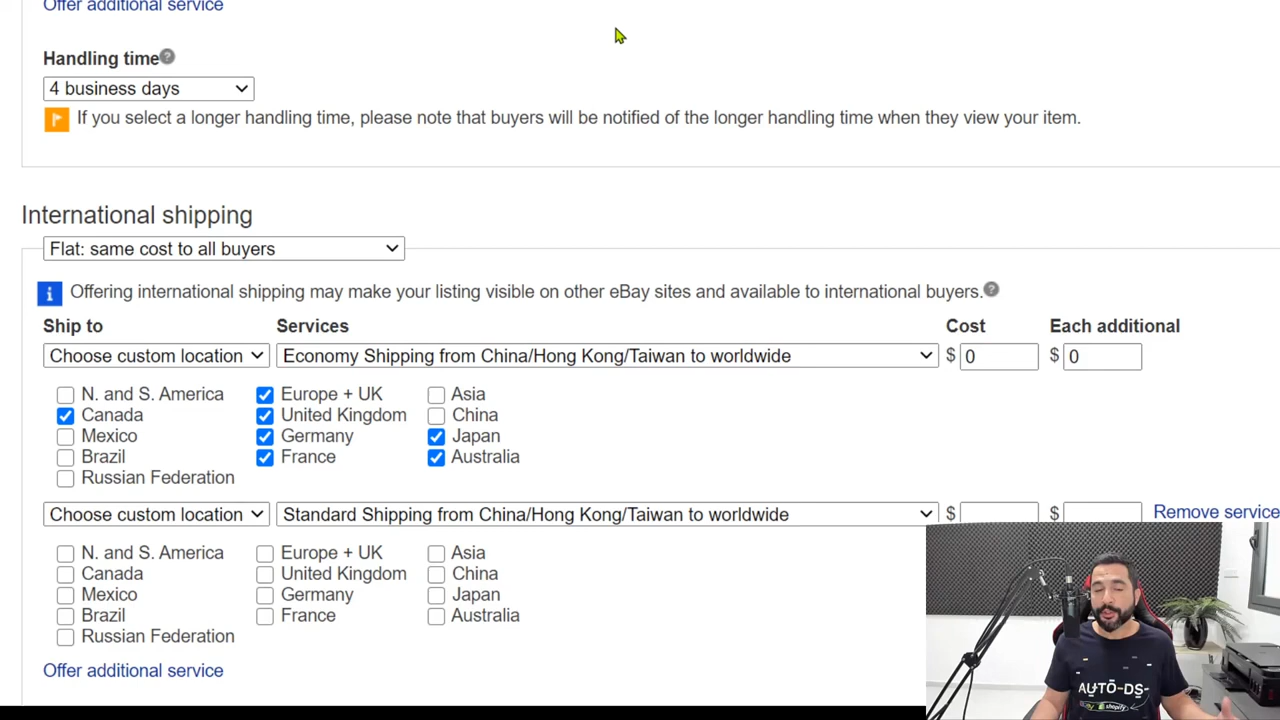 Offer additional service
Handling time
4 business days
If you select a longer handling time, please note that buyers will be notified of the longer handling time when they view your item.
International shipping
Flat: same cost to all buyers
Offering international shipping may make your listing visible on other eBay sites and available to international buyers.
Ship to Services Cost Each additional
Choose custom location Economy Shipping from China/Hong Kong/Taiwan to worldwide $ 0 $ 0
N. and S. America Europe + UK Asia
Canada United Kingdom China
Mexico Germany Japan
Brazil France Australia
Russian Federation
Choose custom location Standard Shipping from China/Hong Kong/Taiwan to worldwide $ $ Remove service
N. and S. America Europe + UK Asia
Canada United Kingdom China
Mexico Germany Japan
Brazil France Australia
Russian Federation
Offer additional service
AUTO-DS
shopify